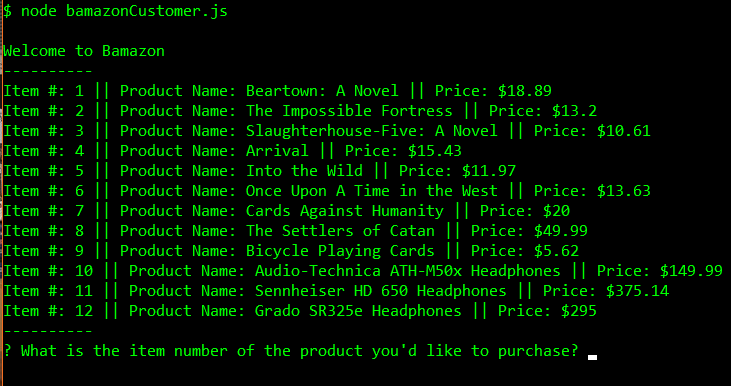 $ node bamazonCustomer.js
Welcome to Bamazon
----------
Item #: 1 || Product Name: Beartown: A Novel || Price: $18.89
Item #: 2 || Product Name: The Impossible Fortress || Price: $13.2
Item #: 3 || Product Name: Slaughterhouse-Five: A Novel || Price: $10.61
Item #: 4 || Product Name: Arrival || Price: $15.43
Item #: 5 || Product Name: Into the Wild || Price: $11.97
Item #: 6 || Product Name: Once Upon A Time in the West || Price: $13.63
Item #: 7 || Product Name: Cards Against Humanity || Price: $20
Item #: 8 || Product Name: The Settlers of Catan || Price: $49.99
Item #: 9 || Product Name: Bicycle Playing Cards || Price: $5.62
Item #: 10 || Product Name: Audio-Technica ATH-M50x Headphones || Price: $149.99
Item #: 11 || Product Name: Sennheiser HD 650 Headphones || Price: $375.14
Item #: 12 || Product Name: Grado SR325e Headphones || Price: $295
----------
? What is the item number of the product you'd like to purchase?